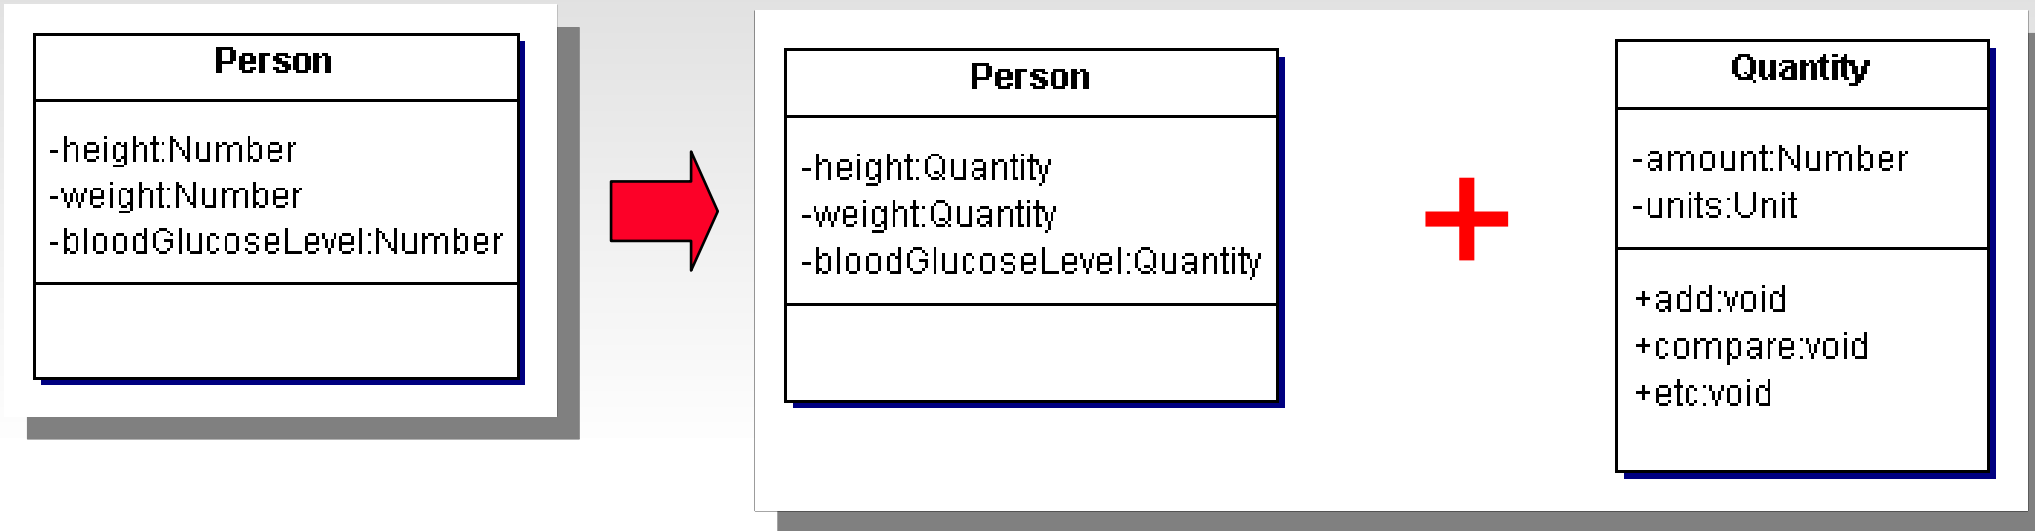 Person
-height:Number
-weight:Number
-bloodGlucoseLevel:Number
Person
-height:Quantity
-weight:Quantity
-bloodGlucoseLevel:Quantity
Quantity
-amount:Number
-units:Unit
+add:void
+compare:void
+etc:void